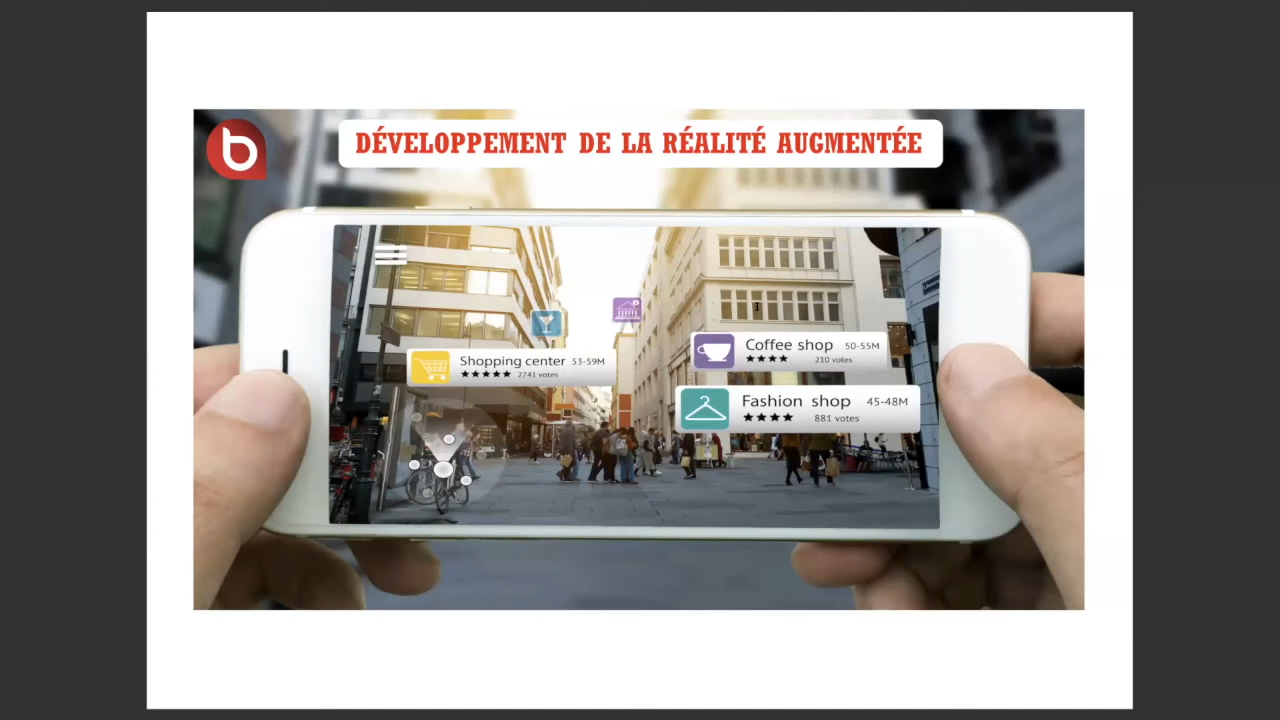 b
DÉVELOPPEMENT DE LA RÉALITÉ AUGMENTÉE
Shopping center 53-59M
2741 votes
Coffee shop 50-55M
210 votes
Fashion shop 45-48M
881 votes